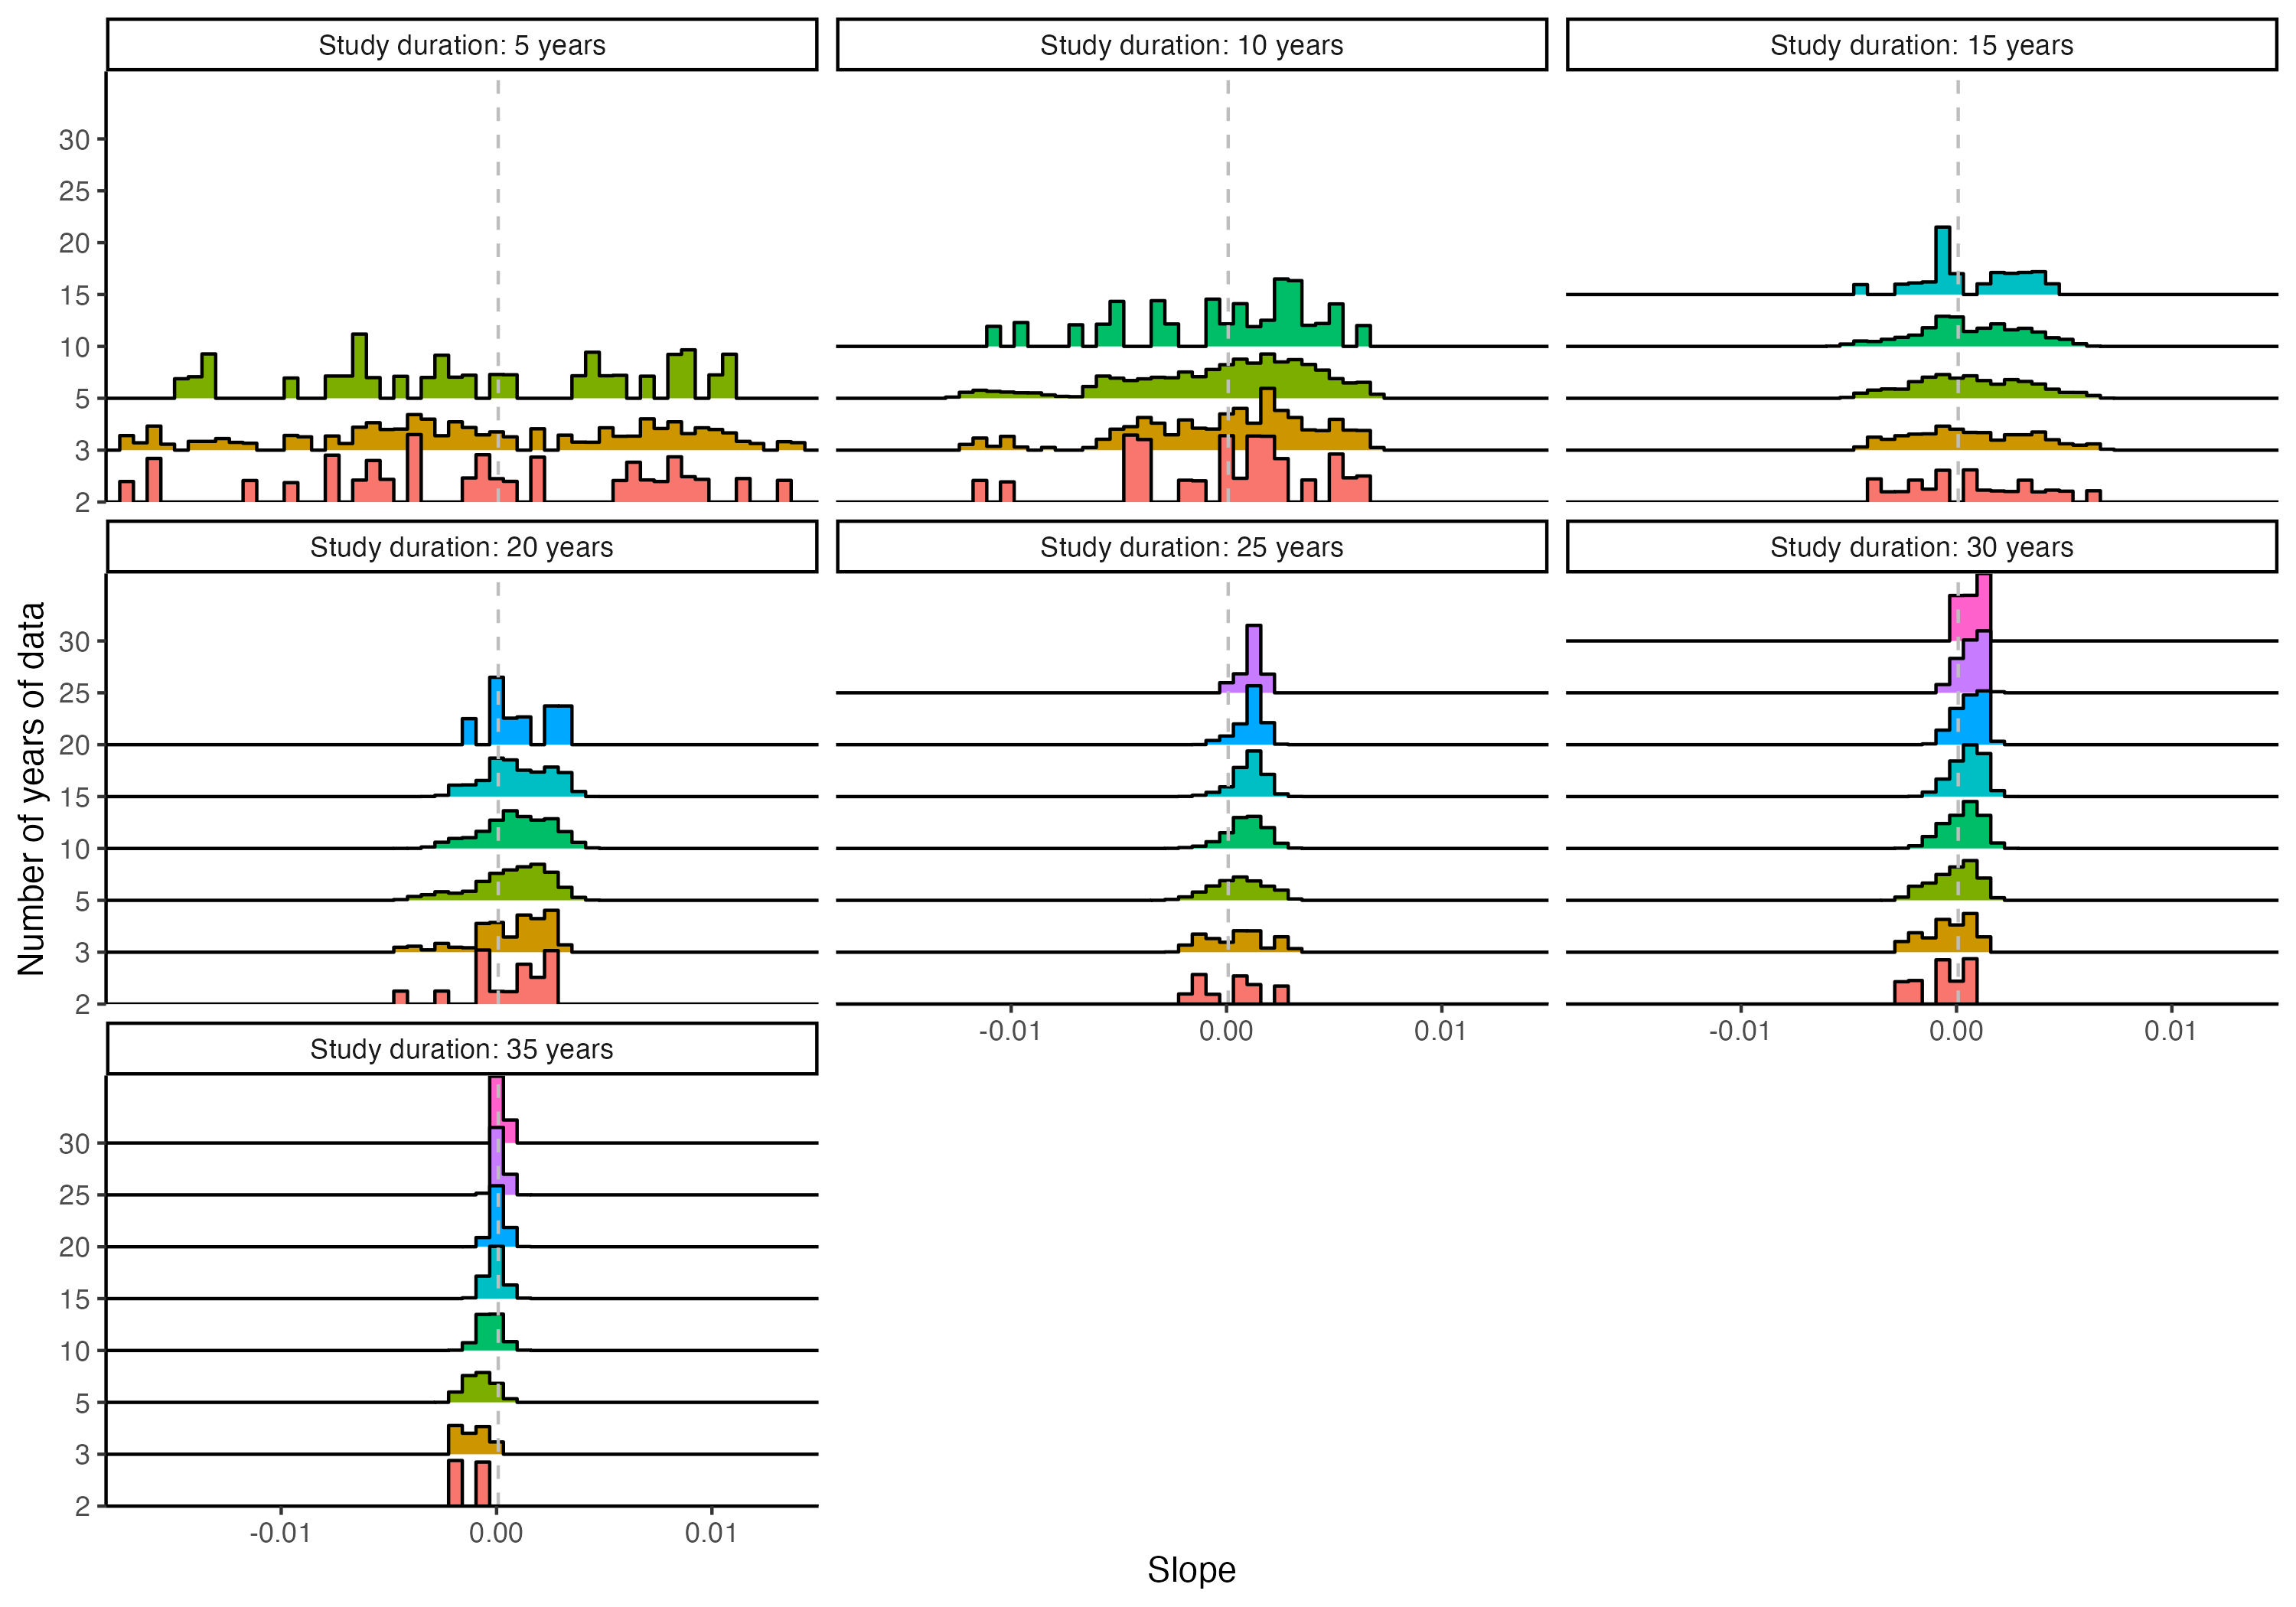 Study duration: 5 years
Study duration: 10 years
Study duration: 15 years
30
25
20
15
10
5
3
2
Study duration: 20 years
Study duration: 25 years
Study duration: 30 years
Number of years of data
30
25
20
15
10
5
3
2
-0.01 0.00 0.01
-0.01 0.00 0.01
Study duration: 35 years
30
25
20
15
10
5
3
2
-0.01 0.00 0.01
Slope